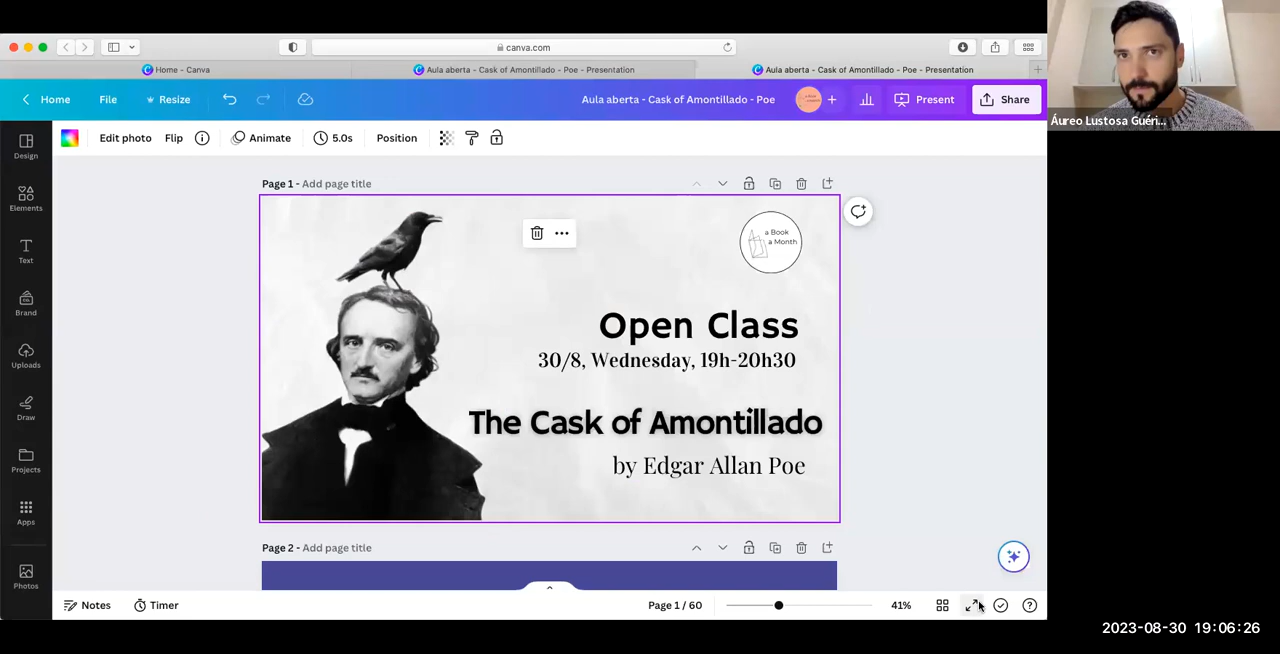 canva.com
Home - Canva
Aula aberta - Cask of Amontillado - Poe - Presentation
Aula aberta - Cask of Amontillado - Poe - Presentation
Home
File
Resize
Aula aberta - Cask of Amontillado - Poe
Present
Share
Áureo Lustosa Guéri...
Edit photo
Flip
Animate
5.0s
Position
Design
Elements
Text
Brand
Uploads
Draw
Projects
Apps
Photos
Page 1 - Add page title
a Book
a Month
Open Class
30/8, Wednesday, 19h-20h30
The Cask of Amontillado
by Edgar Allan Poe
Page 2 - Add page title
Notes
Timer
Page 1 / 60
41%
2023-08-30 19:06:26